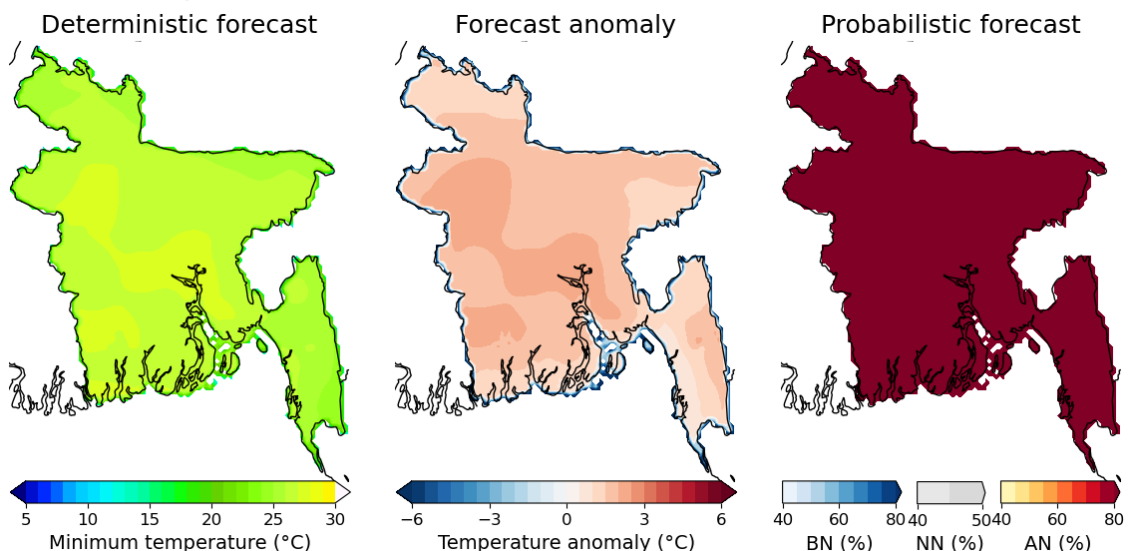 Deterministic forecast Forecast anomaly Probabilistic forecast
5 10 15 20 25 30 −6 −3 0 3 6 40 60 80 40 50 40 60 80
Minimum temperature (°C) Temperature anomaly (°C) BN (%) NN (%) AN (%)